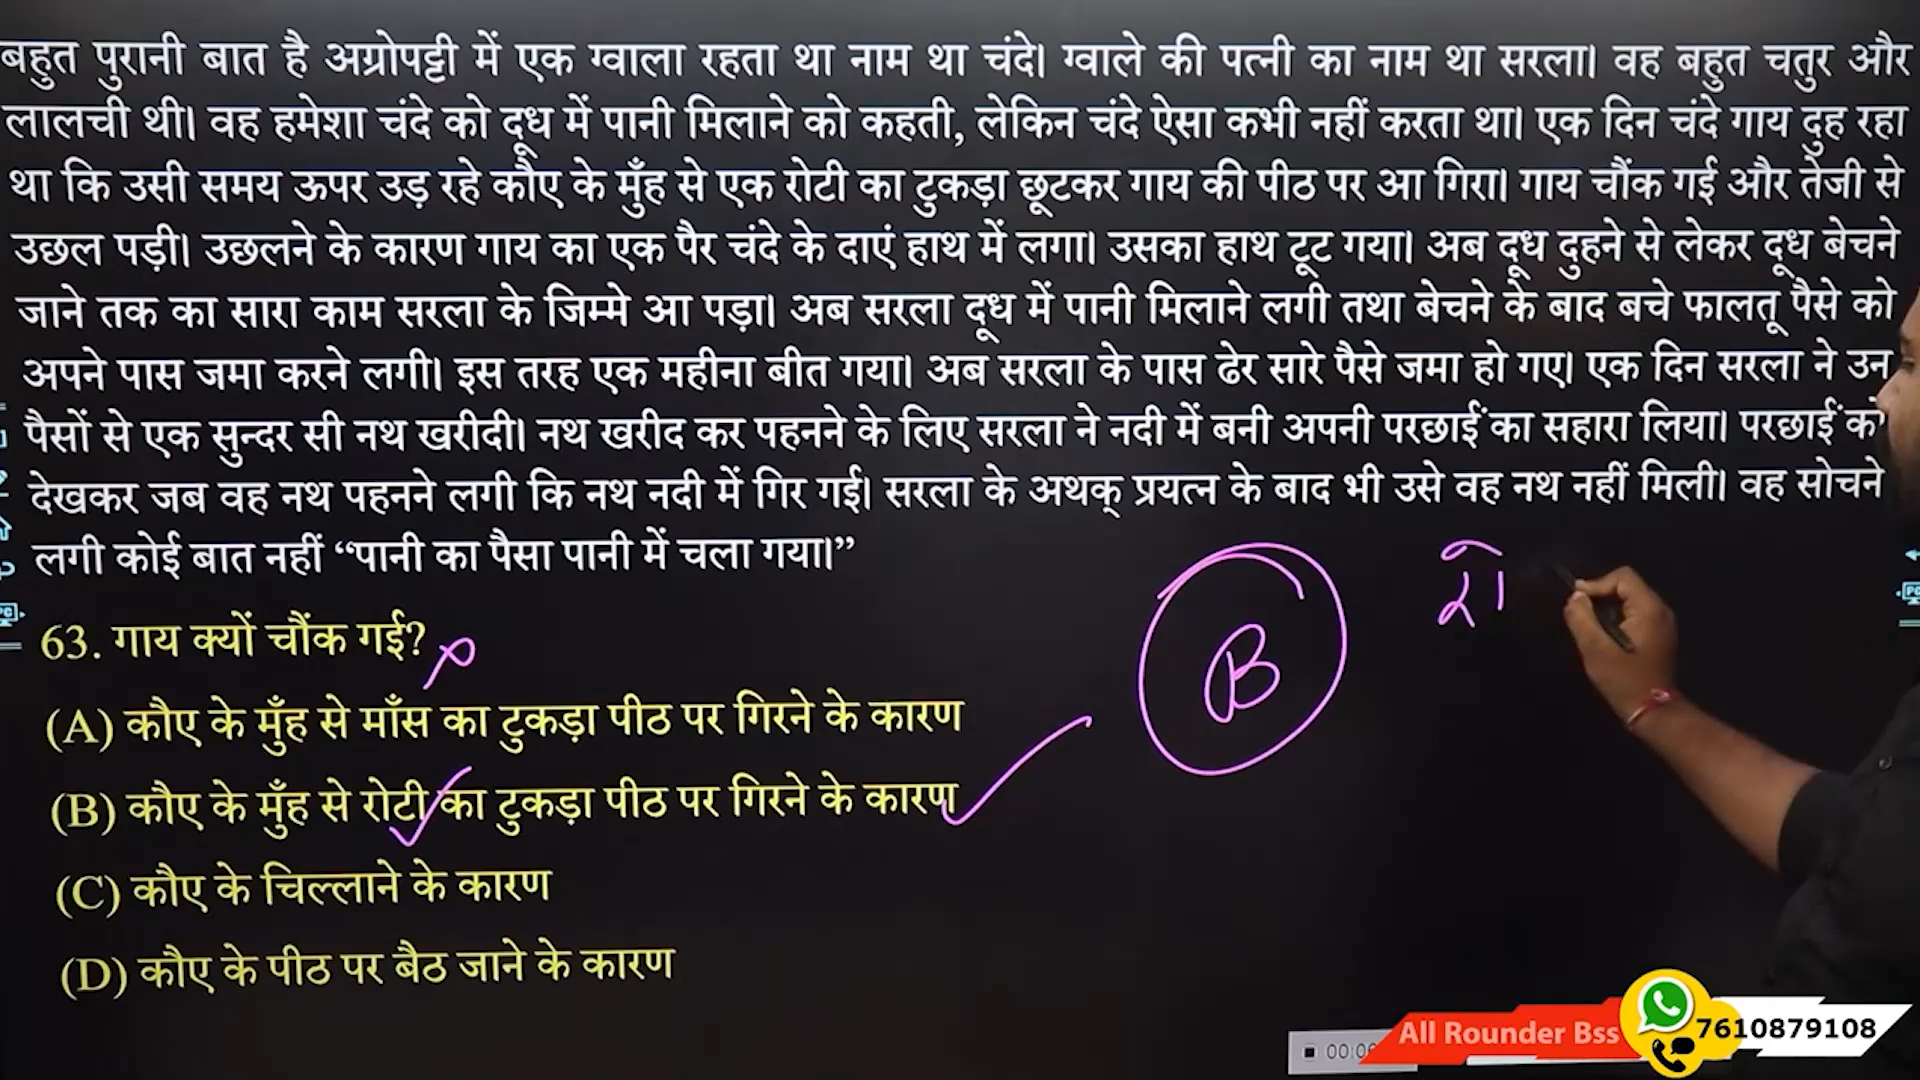 बहुत पुरानी बात है अग्रोपट्टी में एक ग्वाला रहता था नाम था चंदे। ग्वाले की पत्नी का नाम था सरला। वह बहुत चतुर और
लालची थी। वह हमेशा चंदे को दूध में पानी मिलाने को कहती, लेकिन चंदे ऐसा कभी नहीं करता था। एक दिन चंदे गाय दुह रहा
था कि उसी समय ऊपर उड़ रहे कौए के मुँह से एक रोटी का टुकड़ा छूटकर गाय की पीठ पर आ गिरा। गाय चौंक गई और तेजी से
उछल पड़ी। उछलने के कारण गाय का एक पैर चंदे के दाएं हाथ में लगा। उसका हाथ टूट गया। अब दूध दुहने से लेकर दूध बेचने
जाने तक का सारा काम सरला के जिम्मे आ पड़ा। अब सरला दूध में पानी मिलाने लगी तथा बेचने के बाद बचे फालतू पैसे को
अपने पास जमा करने लगी। इस तरह एक महीना बीत गया। अब सरला के पास ढेर सारे पैसे जमा हो गए। एक दिन सरला ने उन
पैसों से एक सुन्दर सी नथ खरीदी। नथ खरीद कर पहनने के लिए सरला ने नदी में बनी अपनी परछाईं का सहारा लिया। परछाईं को
देखकर जब वह नथ पहनने लगी कि नथ नदी में गिर गई। सरला के अथक् प्रयत्न के बाद भी उसे वह नथ नहीं मिली। वह सोचने
लगी कोई बात नहीं “पानी का पैसा पानी में चला गया।”
63. गाय क्यों चौंक गई?
(A) कौए के मुँह से माँस का टुकड़ा पीठ पर गिरने के कारण
(B) कौए के मुँह से रोटी का टुकड़ा पीठ पर गिरने के कारण
(C) कौए के चिल्लाने के कारण
(D) कौए के पीठ पर बैठ जाने के कारण
B
All Rounder Bss
7610879108